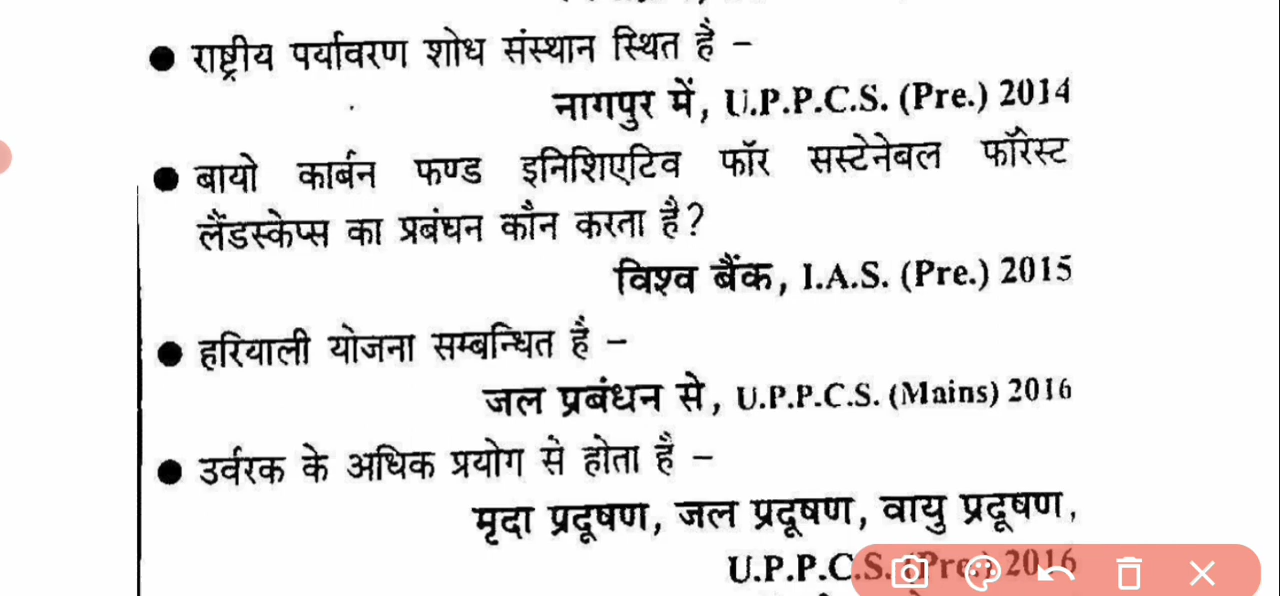 ● राष्ट्रीय पर्यावरण शोध संस्थान स्थित है –
नागपुर में, U.P.P.C.S. (Pre.) 2014
● बायो कार्बन फण्ड इनिशिएटिव फॉर सस्टेनेबल फॉरेस्ट
लैंडस्केप्स का प्रबंघन कौन करता है?
विश्व बैंक, I.A.S. (Pre.) 2015
● हरियाली योजना सम्बन्धित है –
जल प्रबंधन से, U.P.P.C.S. (Mains) 2016
● उर्वरक के अधिक प्रयोग से होता है –
मृदा प्रदूषण, जल प्रदूषण, वायु प्रदूषण,
U.P.P.C.S. (Pre.) 2016